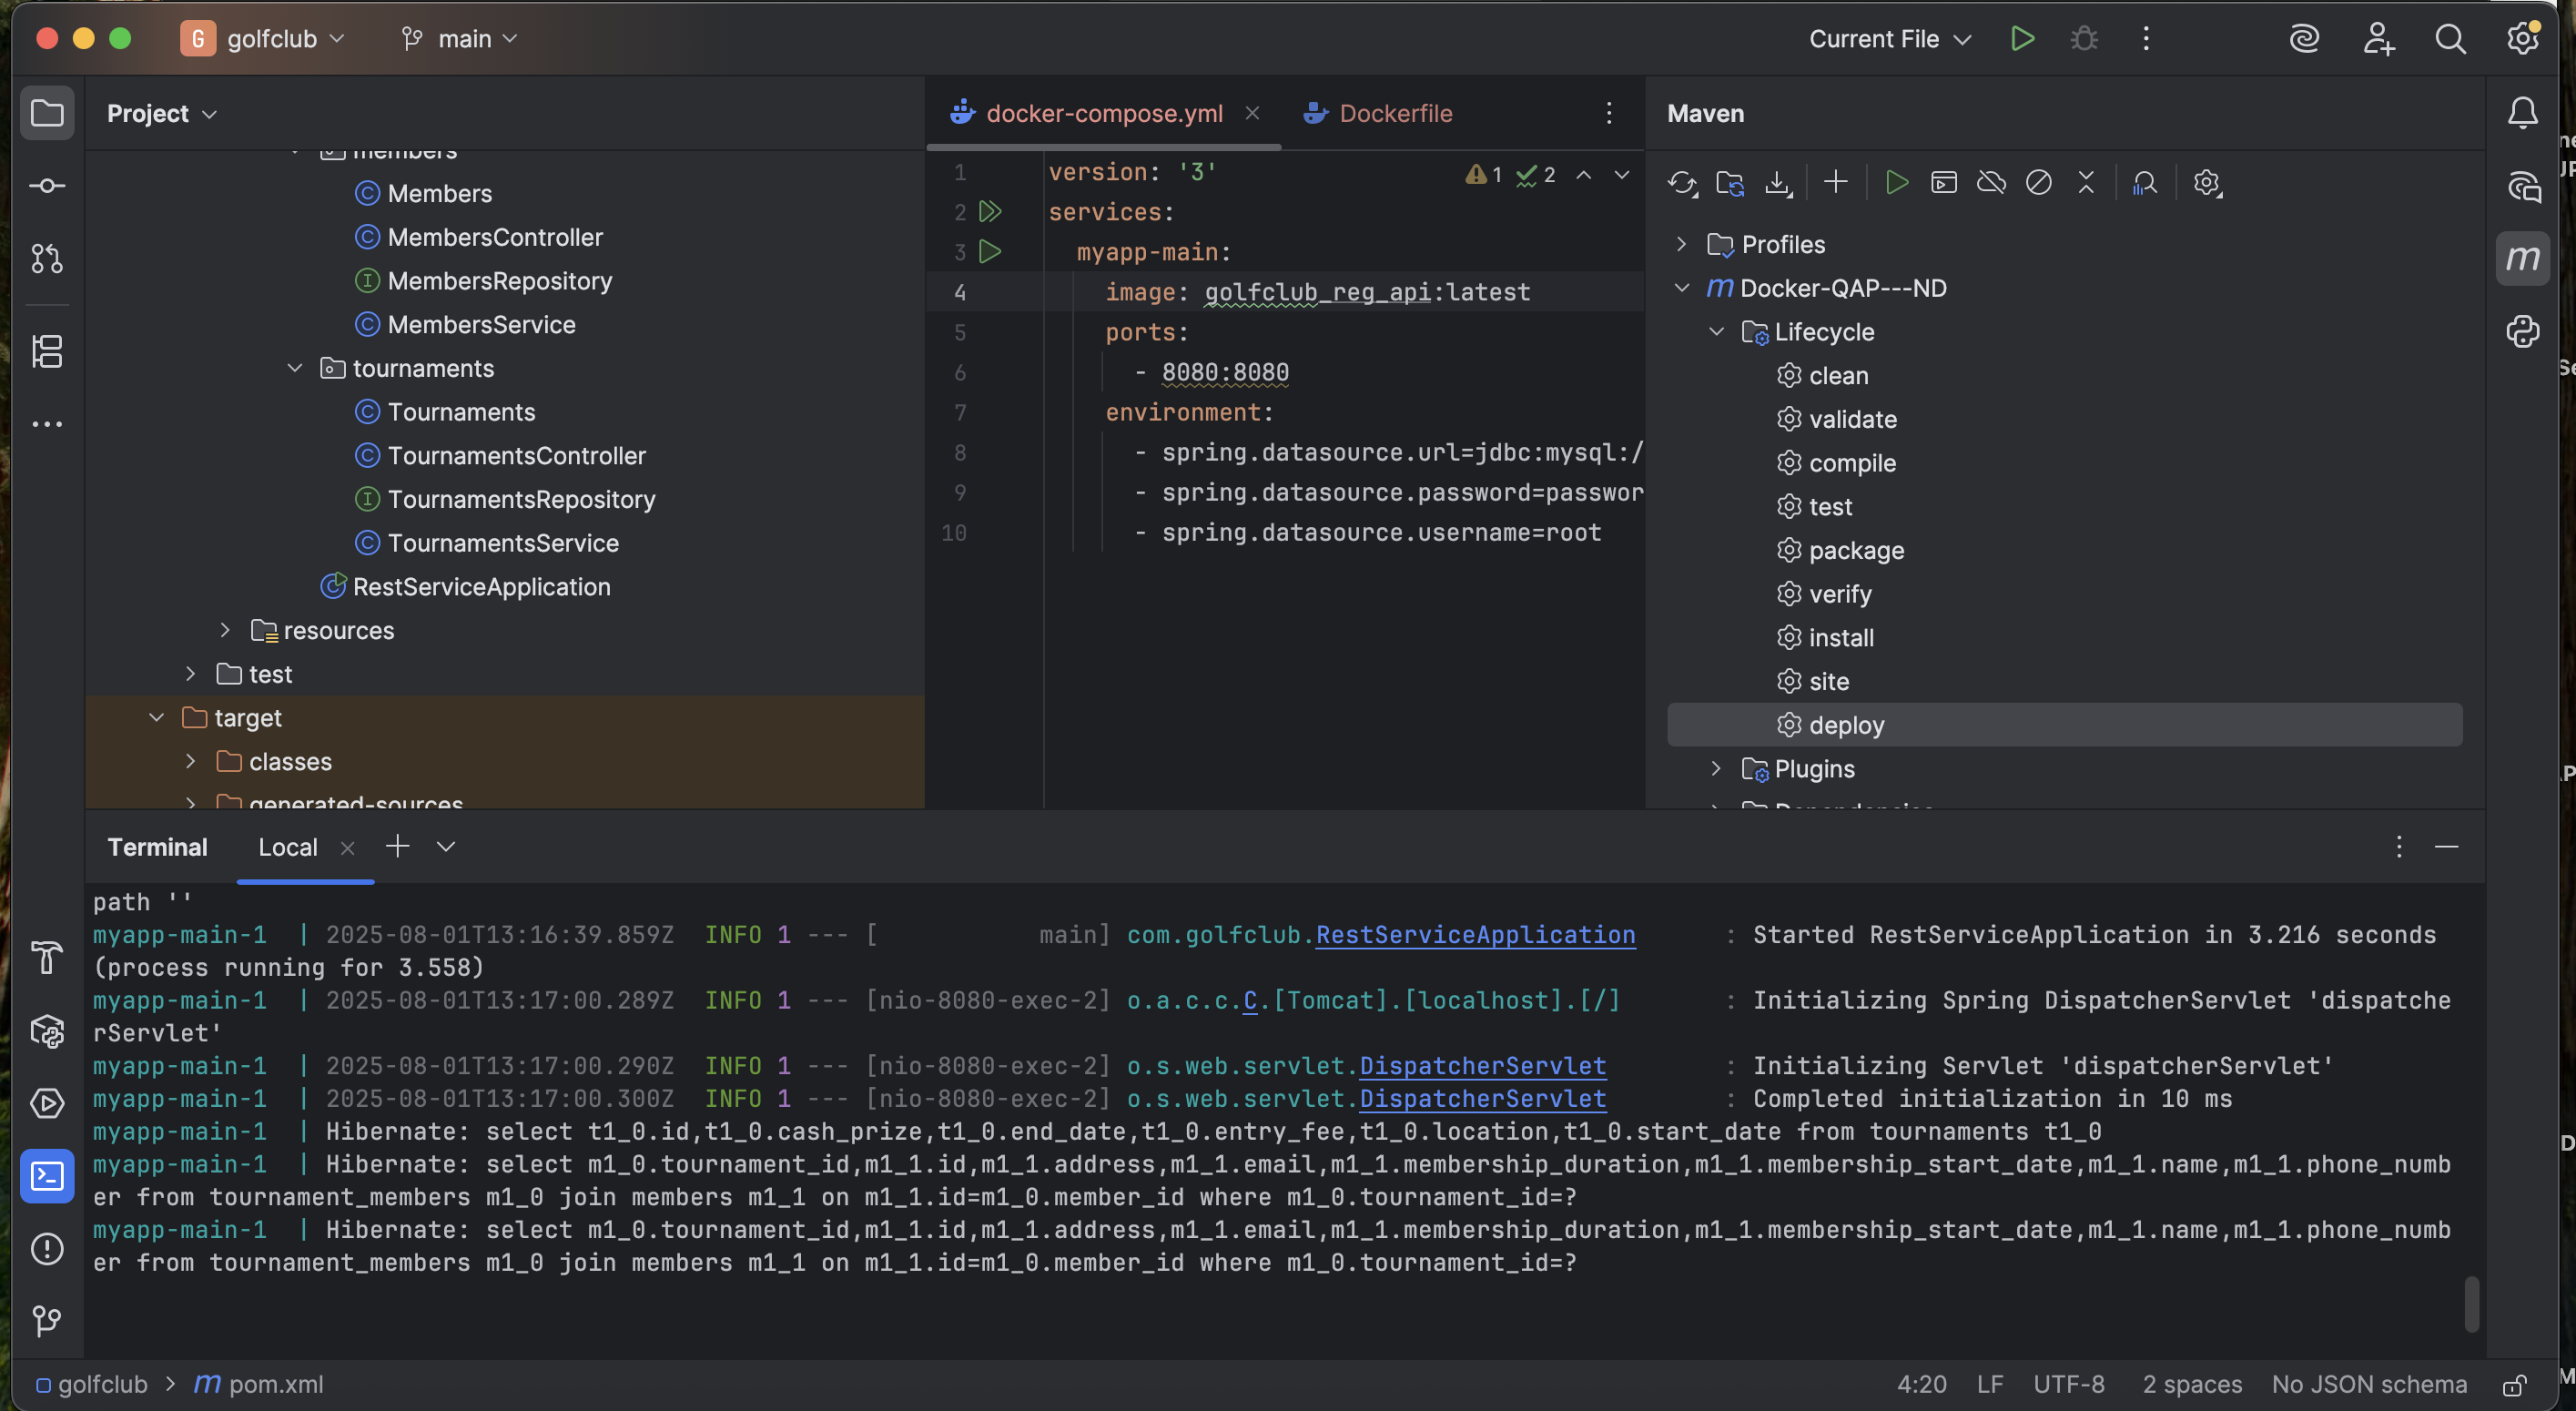 G golfclub main Current File
Project
members
Members
MembersController
MembersRepository
MembersService
tournaments
Tournaments
TournamentsController
TournamentsRepository
TournamentsService
RestServiceApplication
resources
test
target
classes
generated-sources
docker-compose.yml Dockerfile
1 version: '3' 1 2
2 services:
3 myapp-main:
4 image: golfclub_reg_api:latest
5 ports:
6 - 8080:8080
7 environment:
8 - spring.datasource.url=jdbc:mysql:/
9 - spring.datasource.password=passwor
10 - spring.datasource.username=root
Maven
Profiles
m Docker-QAP---ND
Lifecycle
clean
validate
compile
test
package
verify
install
site
deploy
Plugins
Dependencies
m
Terminal Local
path ''
myapp-main-1 | 2025-08-01T13:16:39.859Z INFO 1 --- [ main] com.golfclub.RestServiceApplication : Started RestServiceApplication in 3.216 seconds
(process running for 3.558)
myapp-main-1 | 2025-08-01T13:17:00.289Z INFO 1 --- [nio-8080-exec-2] o.a.c.c.C.[Tomcat].[localhost].[/] : Initializing Spring DispatcherServlet 'dispatche
rServlet'
myapp-main-1 | 2025-08-01T13:17:00.290Z INFO 1 --- [nio-8080-exec-2] o.s.web.servlet.DispatcherServlet : Initializing Servlet 'dispatcherServlet'
myapp-main-1 | 2025-08-01T13:17:00.300Z INFO 1 --- [nio-8080-exec-2] o.s.web.servlet.DispatcherServlet : Completed initialization in 10 ms
myapp-main-1 | Hibernate: select t1_0.id,t1_0.cash_prize,t1_0.end_date,t1_0.entry_fee,t1_0.location,t1_0.start_date from tournaments t1_0
myapp-main-1 | Hibernate: select m1_0.tournament_id,m1_1.id,m1_1.address,m1_1.email,m1_1.membership_duration,m1_1.membership_start_date,m1_1.name,m1_1.phone_numb
er from tournament_members m1_0 join members m1_1 on m1_1.id=m1_0.member_id where m1_0.tournament_id=?
myapp-main-1 | Hibernate: select m1_0.tournament_id,m1_1.id,m1_1.address,m1_1.email,m1_1.membership_duration,m1_1.membership_start_date,m1_1.name,m1_1.phone_numb
er from tournament_members m1_0 join members m1_1 on m1_1.id=m1_0.member_id where m1_0.tournament_id=?
golfclub > m pom.xml 4:20 LF UTF-8 2 spaces No JSON schema